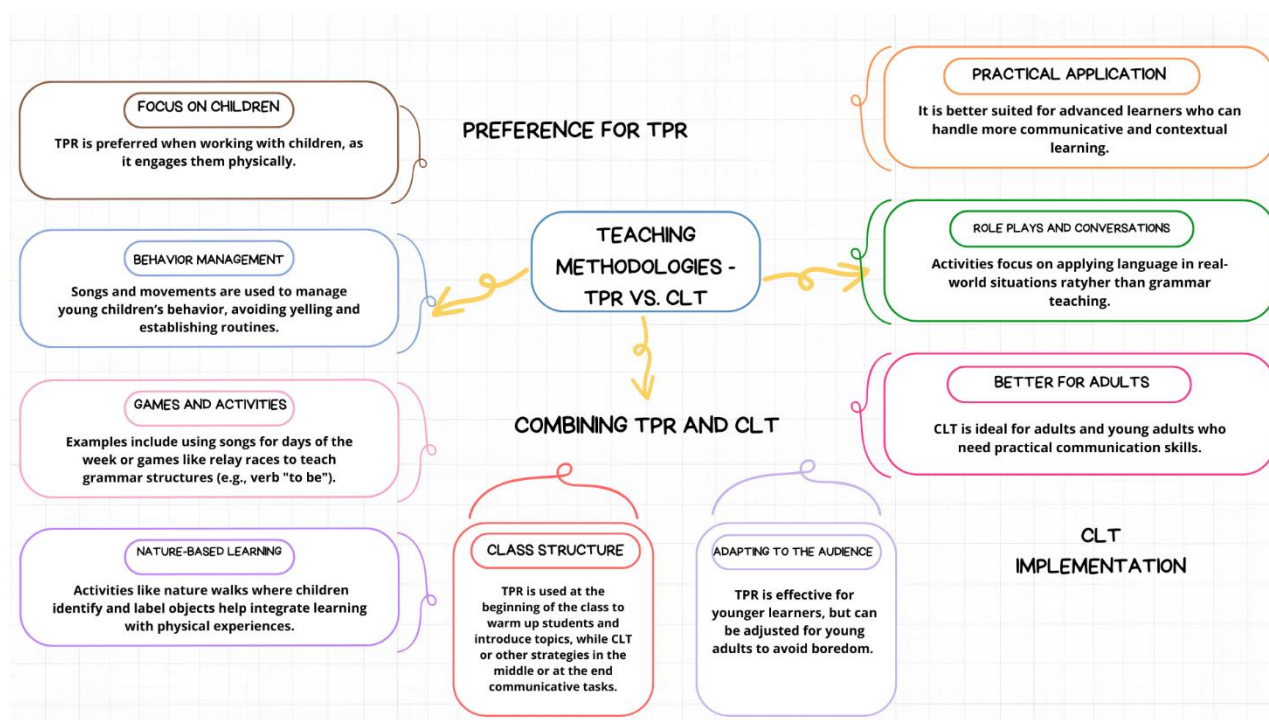 TEACHING
METHODOLOGIES -
TPR VS. CLT
PREFERENCE FOR TPR
FOCUS ON CHILDREN
TPR is preferred when working with children, as
it engages them physically.
BEHAVIOR MANAGEMENT
Songs and movements are used to manage
young children's behavior, avoiding yelling and
establishing routines.
GAMES AND ACTIVITIES
Examples include using songs for days of the
week or games like relay races to teach
grammar structures (e.g., verb "to be").
NATURE-BASED LEARNING
Activities like nature walks where children
identify and label objects help integrate learning
with physical experiences.
COMBINING TPR AND CLT
CLASS STRUCTURE
TPR is used at the
beginning of the class to
warm up students and
introduce topics, while CLT
or other strategies in the
middle or at the end
communicative tasks.
ADAPTING TO THE AUDIENCE
TPR is effective for
younger learners, but can
be adjusted for young
adults to avoid boredom.
PRACTICAL APPLICATION
It is better suited for advanced learners who can
handle more communicative and contextual
learning.
ROLE PLAYS AND CONVERSATIONS
Activities focus on applying language in real-
world situations ratyher than grammar
teaching.
BETTER FOR ADULTS
CLT is ideal for adults and young adults who
need practical communication skills.
CLT
IMPLEMENTATION